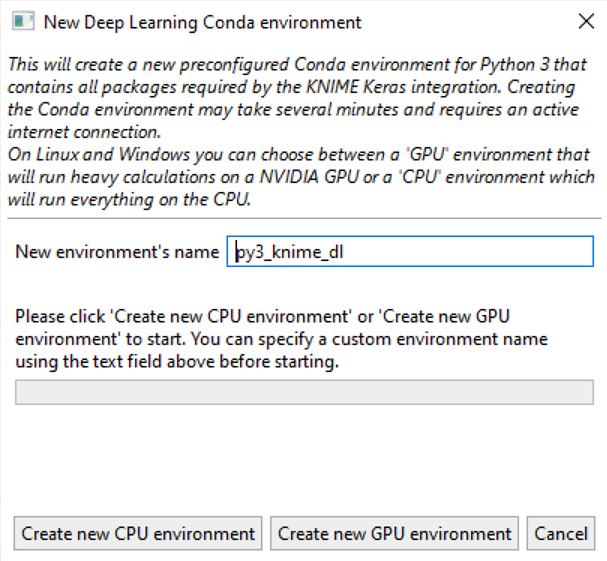 New Deep Learning Conda environment
This will create a new preconfigured Conda environment for Python 3 that
contains all packages required by the KNIME Keras integration. Creating
the Conda environment may take several minutes and requires an active
internet connection.
On Linux and Windows you can choose between a 'GPU' environment that
will run heavy calculations on a NVIDIA GPU or a 'CPU' environment which
will run everything on the CPU.
New environment's name py3_knime_dl
Please click 'Create new CPU environment' or 'Create new GPU
environment' to start. You can specify a custom environment name
using the text field above before starting.
Create new CPU environment Create new GPU environment Cancel